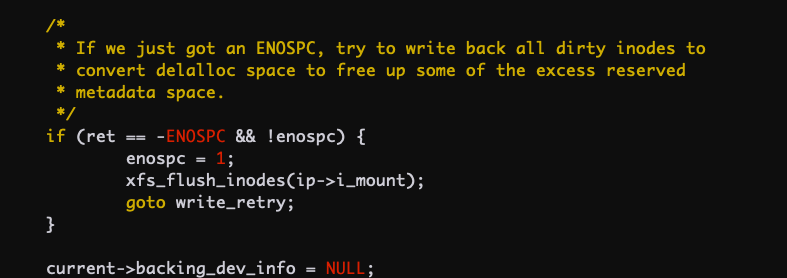 /*
* If we just got an ENOSPC, try to write back all dirty inodes to
* convert delalloc space to free up some of the excess reserved
* metadata space.
*/
if (ret == -ENOSPC && !enospc) {
enospc = 1;
xfs_flush_inodes(ip->i_mount);
goto write_retry;
}
current->backing_dev_info = NULL;